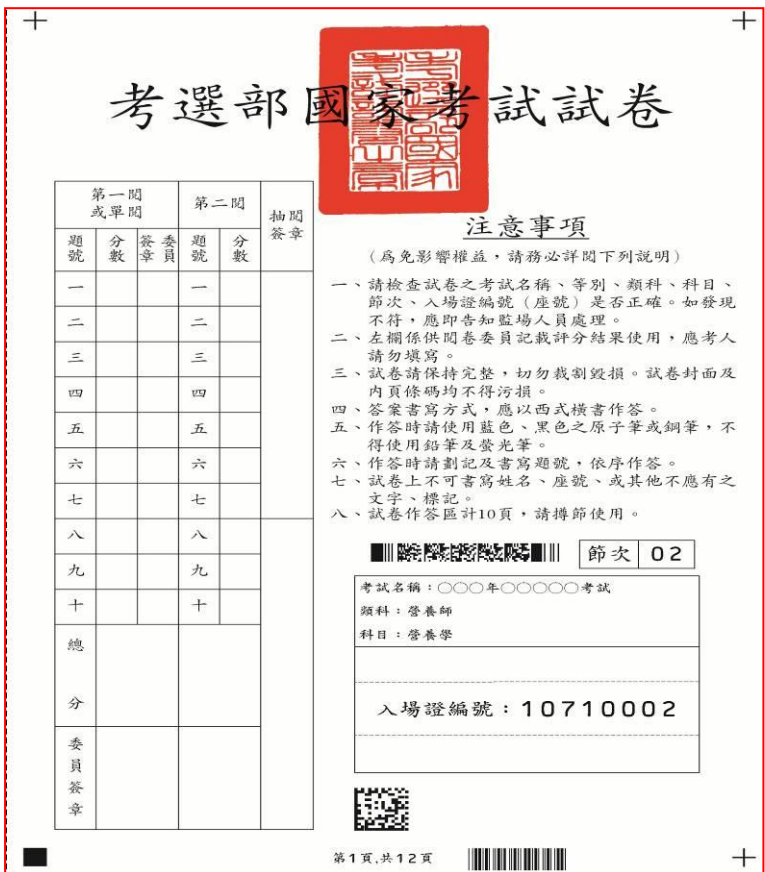 考選部國家考試試卷
第一閱或單閱 第二閱 抽閱簽章
題號 分數 委員簽章 題號 分數
一 一
二 二
三 三
四 四
五 五
六 六
七 七
八 八
九 九
十 十
總分
委員簽章
注意事項
(為免影響權益，請務必詳閱下列說明)
一、請檢查試卷之考試名稱、等別、類科、科目、
節次、入場證編號（座號）是否正確。如發現
不符，應即告知監場人員處理。
二、左欄係供閱卷委員記載評分結果使用，應考人
請勿填寫。
三、試卷請保持完整，切勿裁割毀損。試卷封面及
內頁條碼均不得污損。
四、答案書寫方式，應以西式橫書作答。
五、作答時請使用藍色、黑色之原子筆或鋼筆，不
得使用鉛筆及螢光筆。
六、作答時請劃記及書寫題號，依序作答。
七、試卷上不可書寫姓名、座號、或其他不應有之
文字、標記。
八、試卷作答區計10頁，請撙節使用。
節次 02
考試名稱：○○○年○○○○○考試
類科：營養師
科目：營養學
入場證編號：10710002
第1頁,共12頁